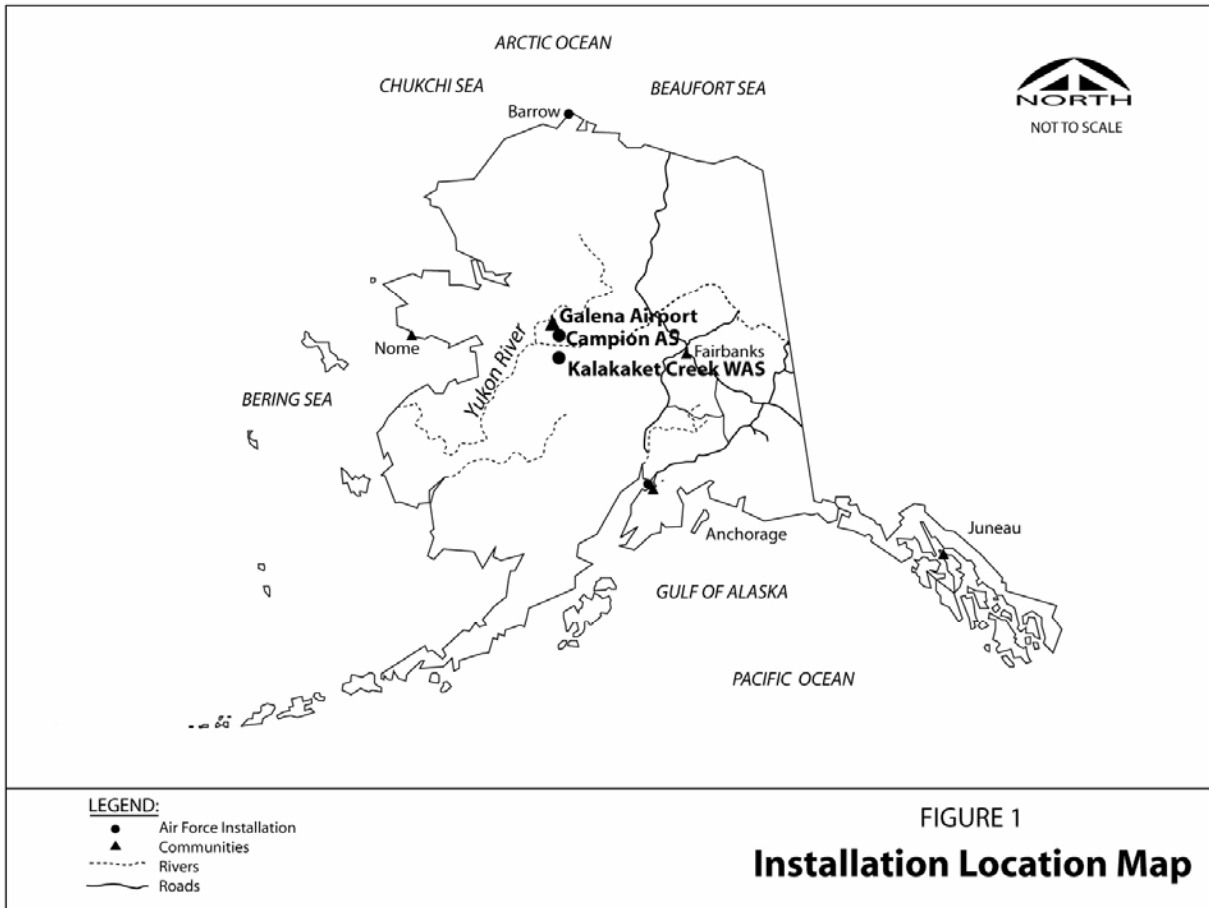 ARCTIC OCEAN
CHUKCHI SEA
BEAUFORT SEA
NORTH
NOT TO SCALE
Barrow
Galena Airport
Campion AS
Kalakaket Creek WAS
Fairbanks
Nome
Yukon River
BERING SEA
Anchorage
Juneau
GULF OF ALASKA
PACIFIC OCEAN
LEGEND:
Air Force Installation
Communities
Rivers
Roads
FIGURE 1
Installation Location Map